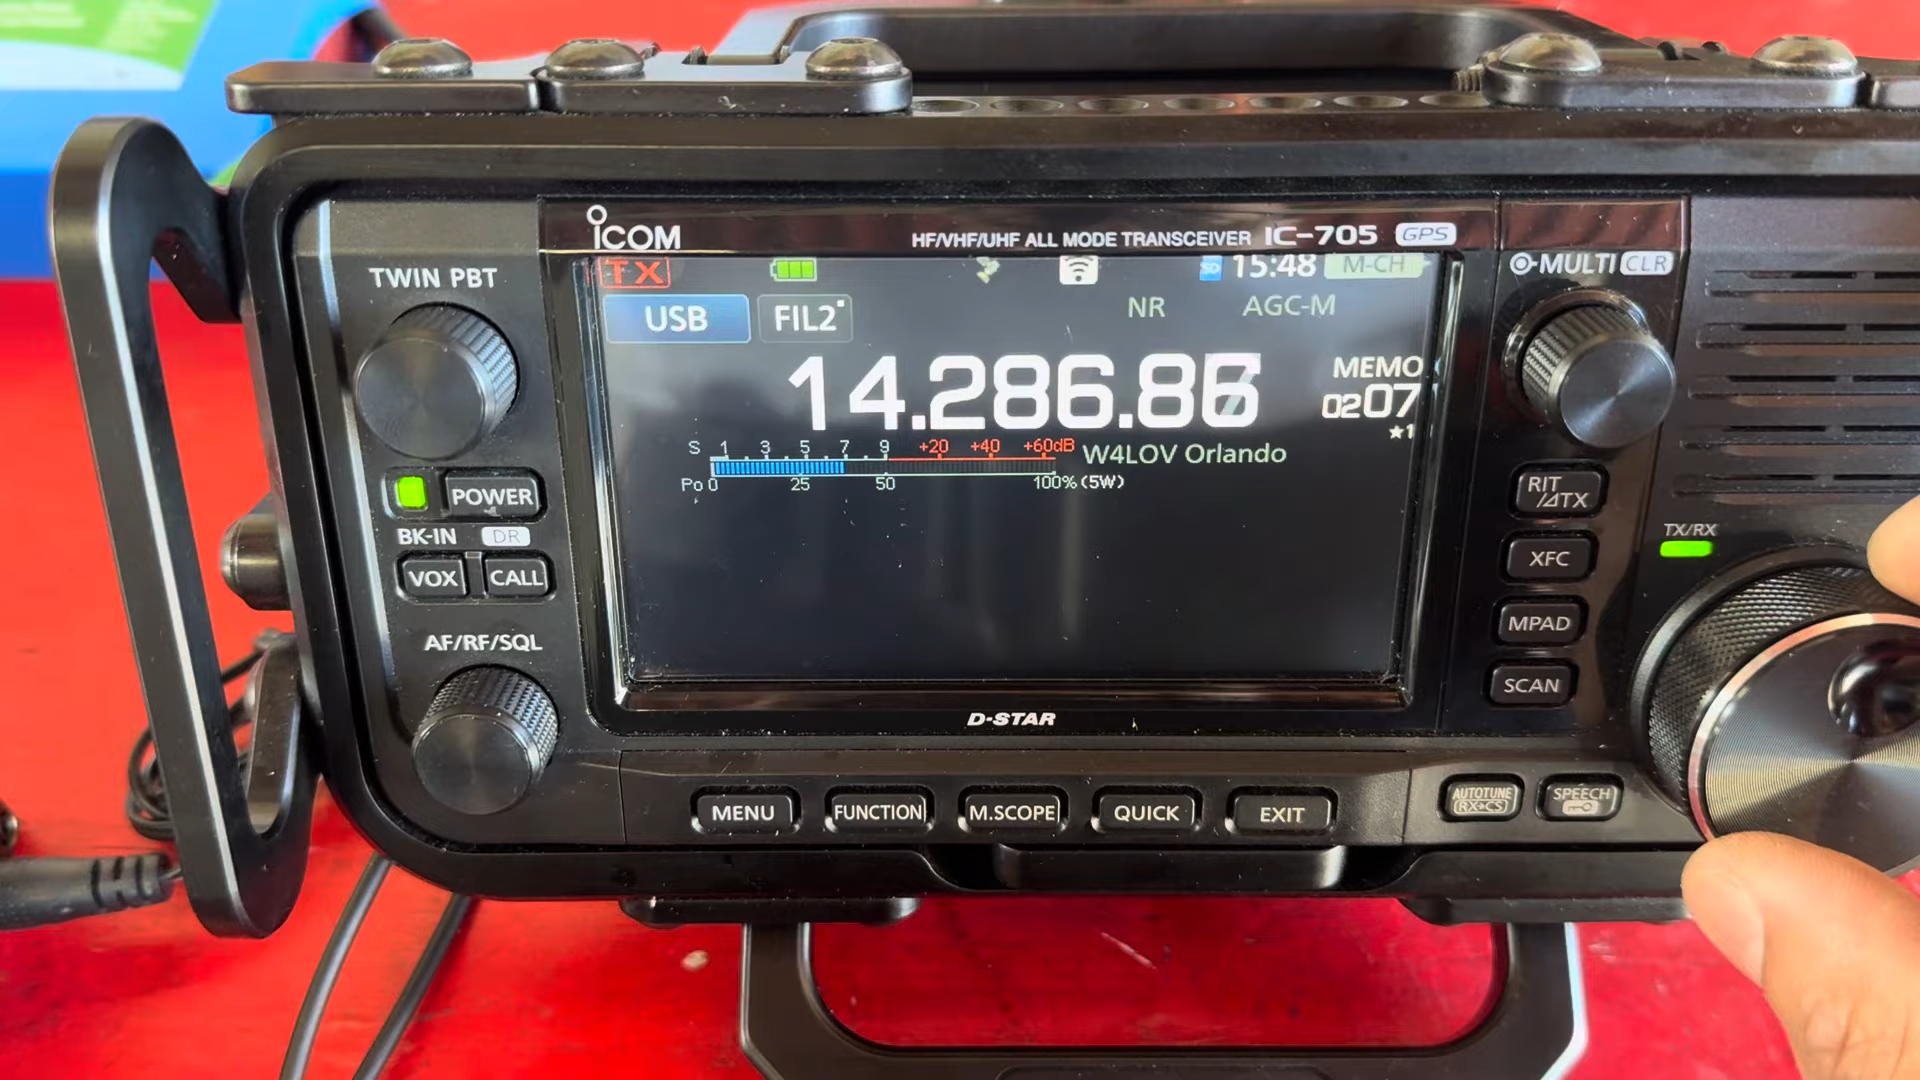 ICOM
HF/VHF/UHF ALL MODE TRANSCEIVER IC-705 GPS
TWIN PBT
TX
SD
15:48
M-CH
MULTI CLR
USB
FIL2
NR
AGC-M
MEMO
0207
★1
S 1 3 5 7 9 +20 +40 +60dB
W4LOV Orlando
Po 0 25 50 100% (5W)
POWER
BK-IN DR
VOX CALL
AF/RF/SQL
RIT
/⊿TX
XFC
MPAD
SCAN
TX/RX
D-STAR
MENU
FUNCTION
M.SCOPE
QUICK
EXIT
AUTOTUNE
RX→CS
SPEECH